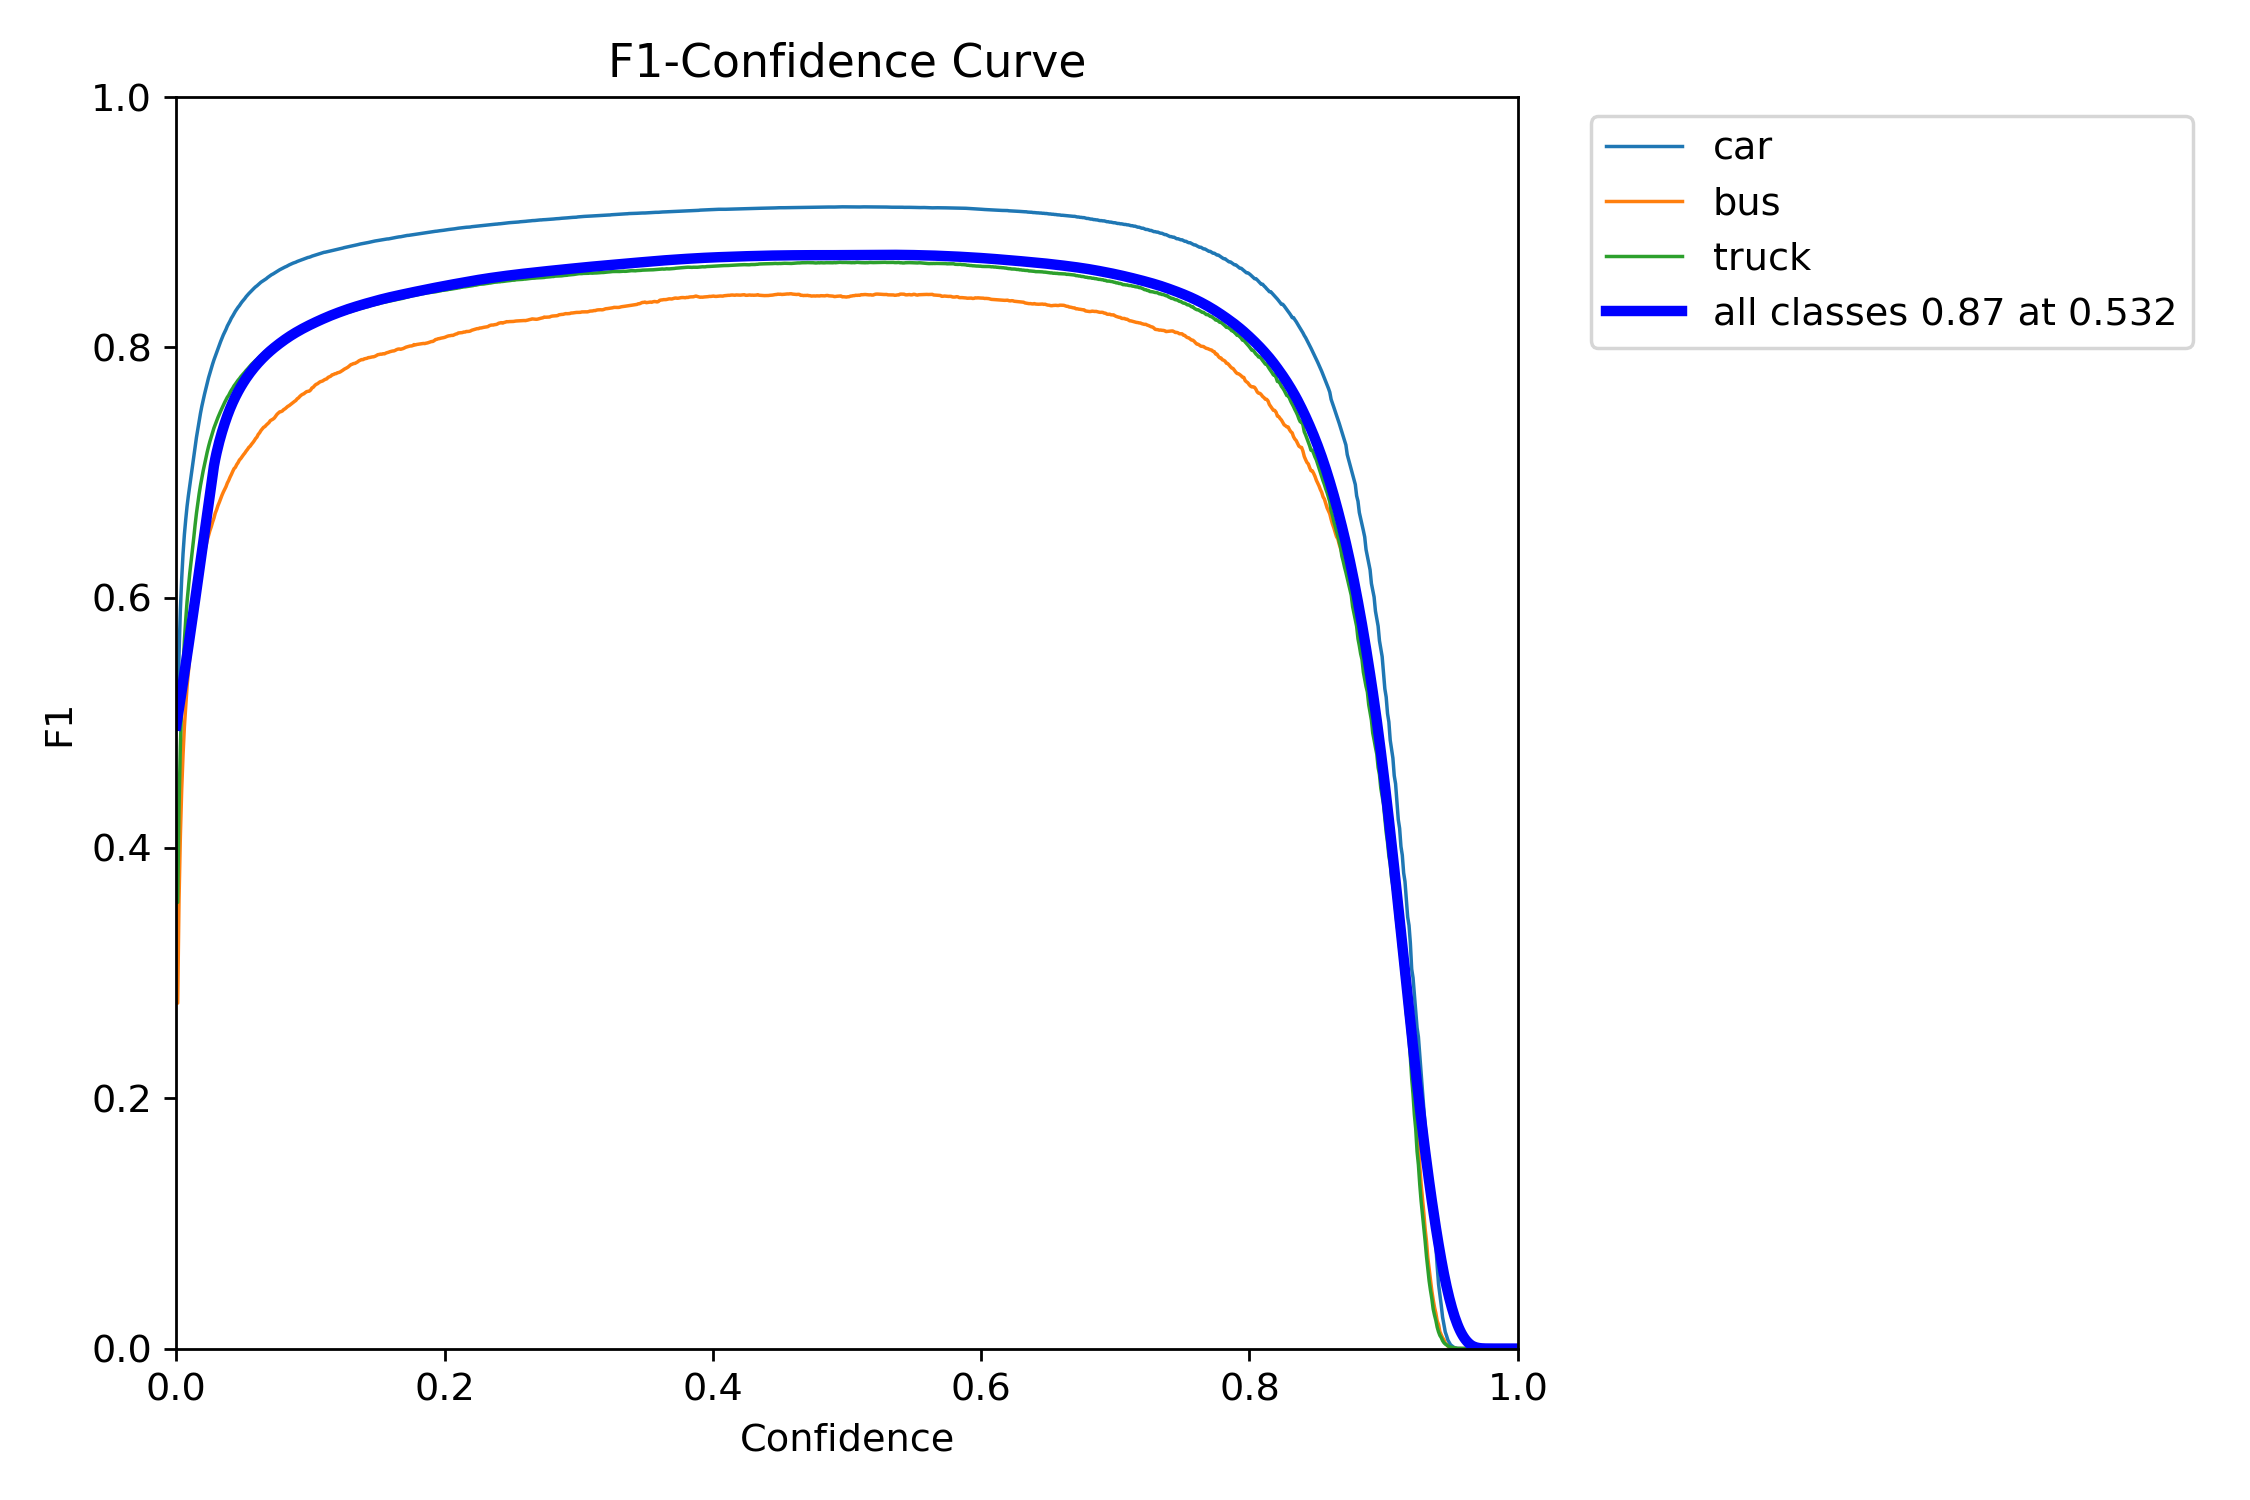 F1-Confidence Curve
1.0
0.8
0.6
0.4
0.2
0.0
F1
0.0 0.2 0.4 0.6 0.8 1.0
Confidence
car
bus
truck
all classes 0.87 at 0.532